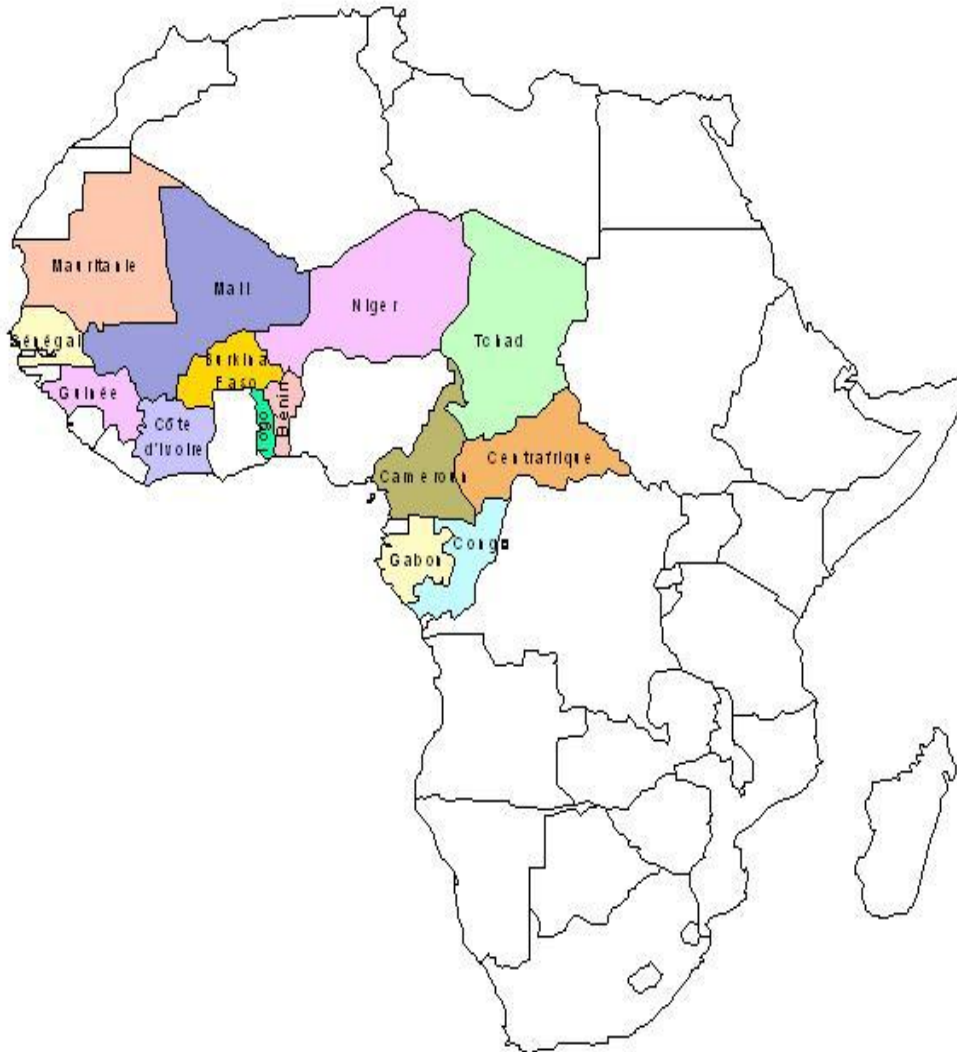 Mauritanie
Mali
Niger
Tchad
Sénégal
Burkina
Faso
Guinée
Côte
d'Ivoire
Togo
Bénin
Centrafrique
Cameroun
Gabon
Congo